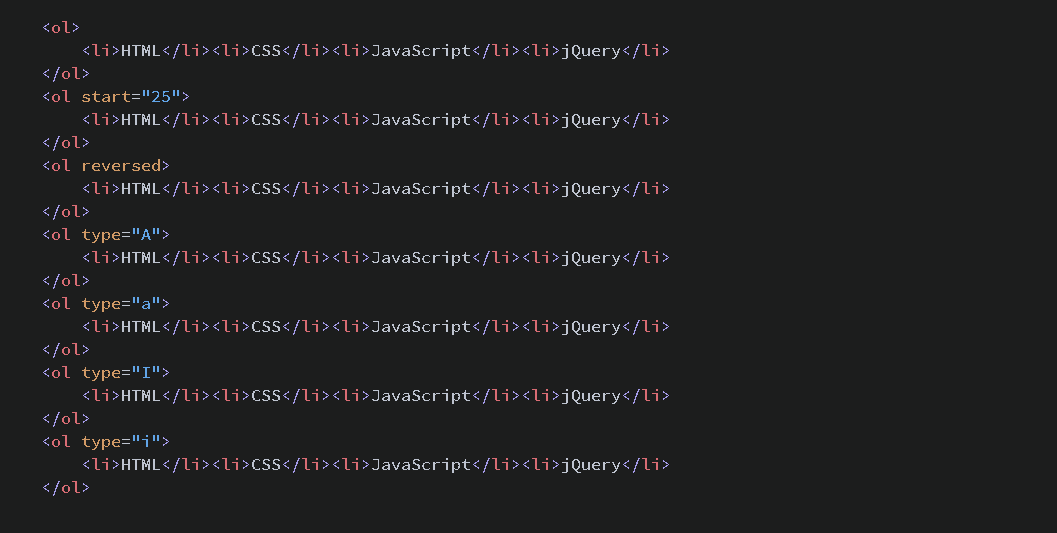 <ol>
<li>HTML</li><li>CSS</li><li>JavaScript</li><li>jQuery</li>
</ol>
<ol start="25">
<li>HTML</li><li>CSS</li><li>JavaScript</li><li>jQuery</li>
</ol>
<ol reversed>
<li>HTML</li><li>CSS</li><li>JavaScript</li><li>jQuery</li>
</ol>
<ol type="A">
<li>HTML</li><li>CSS</li><li>JavaScript</li><li>jQuery</li>
</ol>
<ol type="a">
<li>HTML</li><li>CSS</li><li>JavaScript</li><li>jQuery</li>
</ol>
<ol type="I">
<li>HTML</li><li>CSS</li><li>JavaScript</li><li>jQuery</li>
</ol>
<ol type="i">
<li>HTML</li><li>CSS</li><li>JavaScript</li><li>jQuery</li>
</ol>